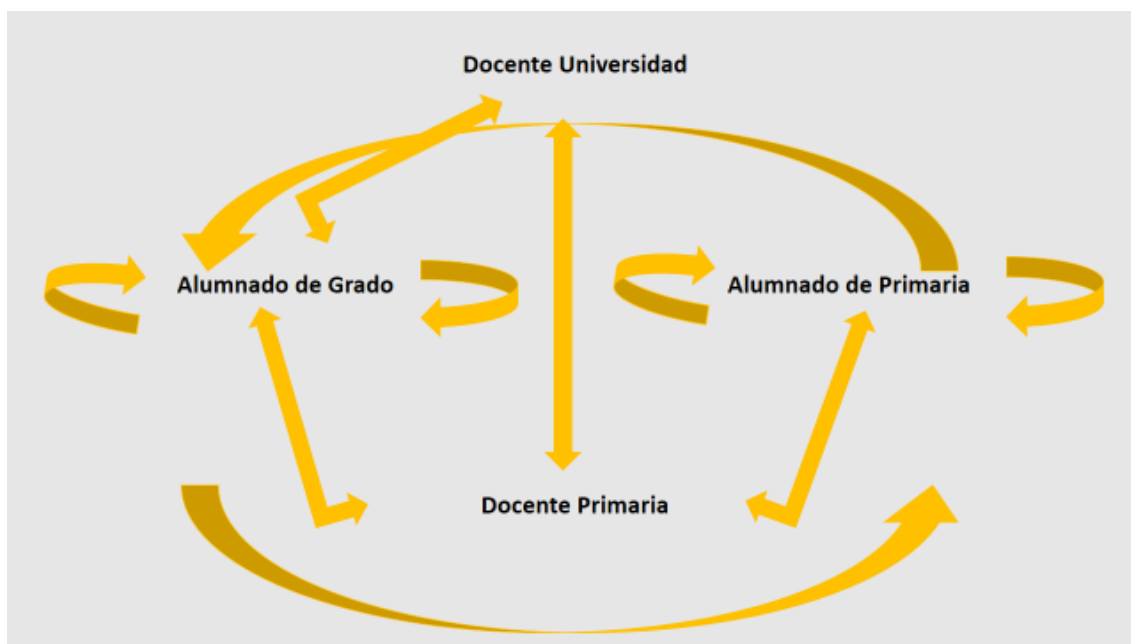 Docente Universidad
Alumnado de Grado
Alumnado de Primaria
Docente Primaria